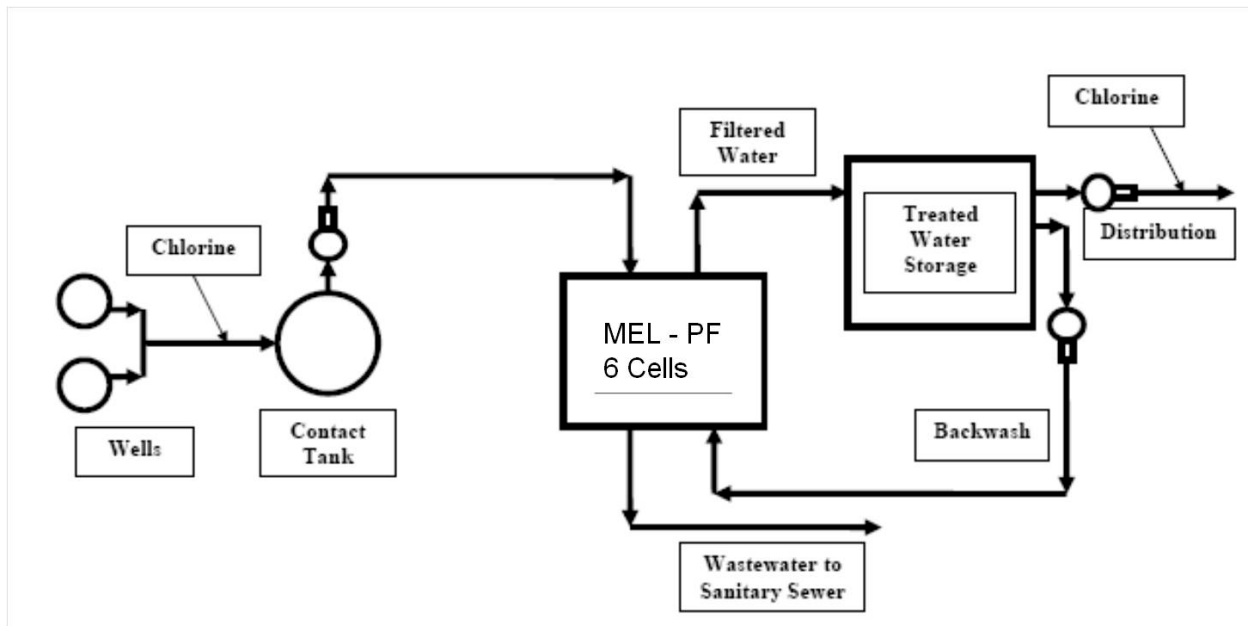 Chlorine
Wells
Contact
Tank
MEL - PF
6 Cells
Filtered
Water
Treated
Water
Storage
Chlorine
Distribution
Backwash
Wastewater to
Sanitary Sewer